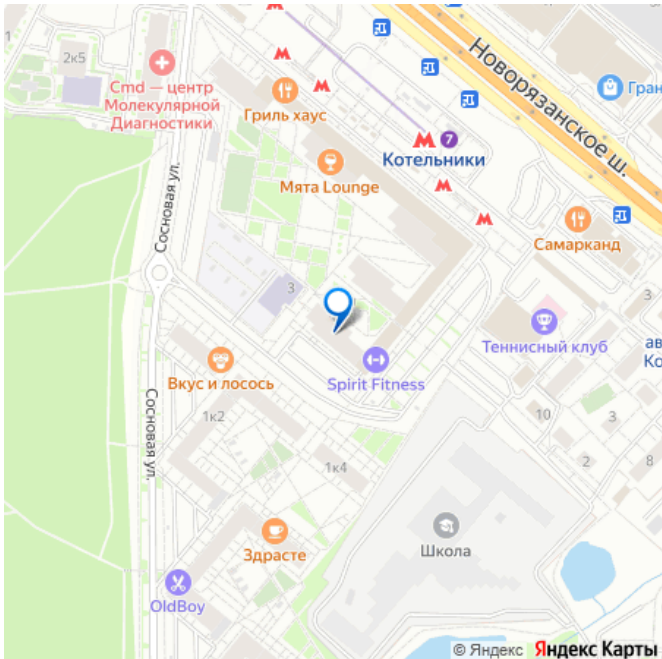 2к5
Cmd — центр
Молекулярной
Диагностики
Гриль хаус
Новорязанское ш.
Гран
7
Котельники
Мята Lounge
Сосновая ул.
Самарканд
3
3
Теннисный клуб
ав
Ко
Spirit Fitness
Вкус и лосось
Сосновая ул.
1к2
10
3
1к4
2
8
Школа
Здрасте
OldBoy
© Яндекс Яндекс Карты